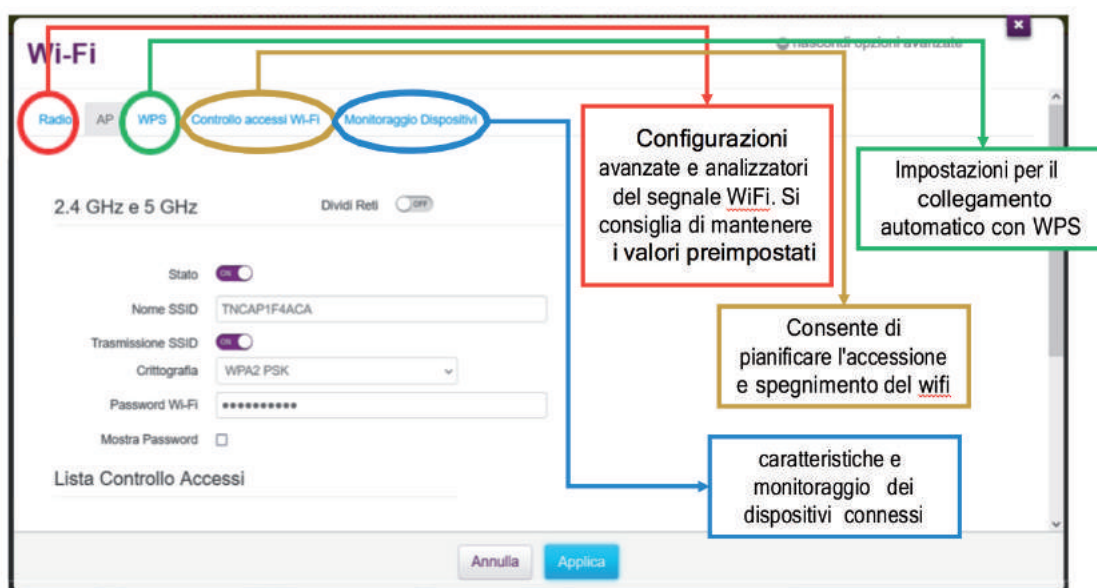 Wi-Fi
nascondi opzioni avanzate
Radio AP WPS Controllo accessi Wi-Fi Monitoraggio Dispositivi
2.4 GHz e 5 GHz
Dividi Reti OFF
Stato ON
Nome SSID TNCAP1F4ACA
Trasmissione SSID ON
Crittografia WPA2 PSK
Password Wi-Fi ••••••••••
Mostra Password
Lista Controllo Accessi
Annulla Applica
Configurazioni
avanzate e analizzatori
del segnale WiFi. Si
consiglia di mantenere
i valori preimpostati
Impostazioni per il
collegamento
automatico con WPS
Consente di
pianificare l'accessione
e spegnimento del wifi
caratteristiche e
monitoraggio dei
dispositivi connessi